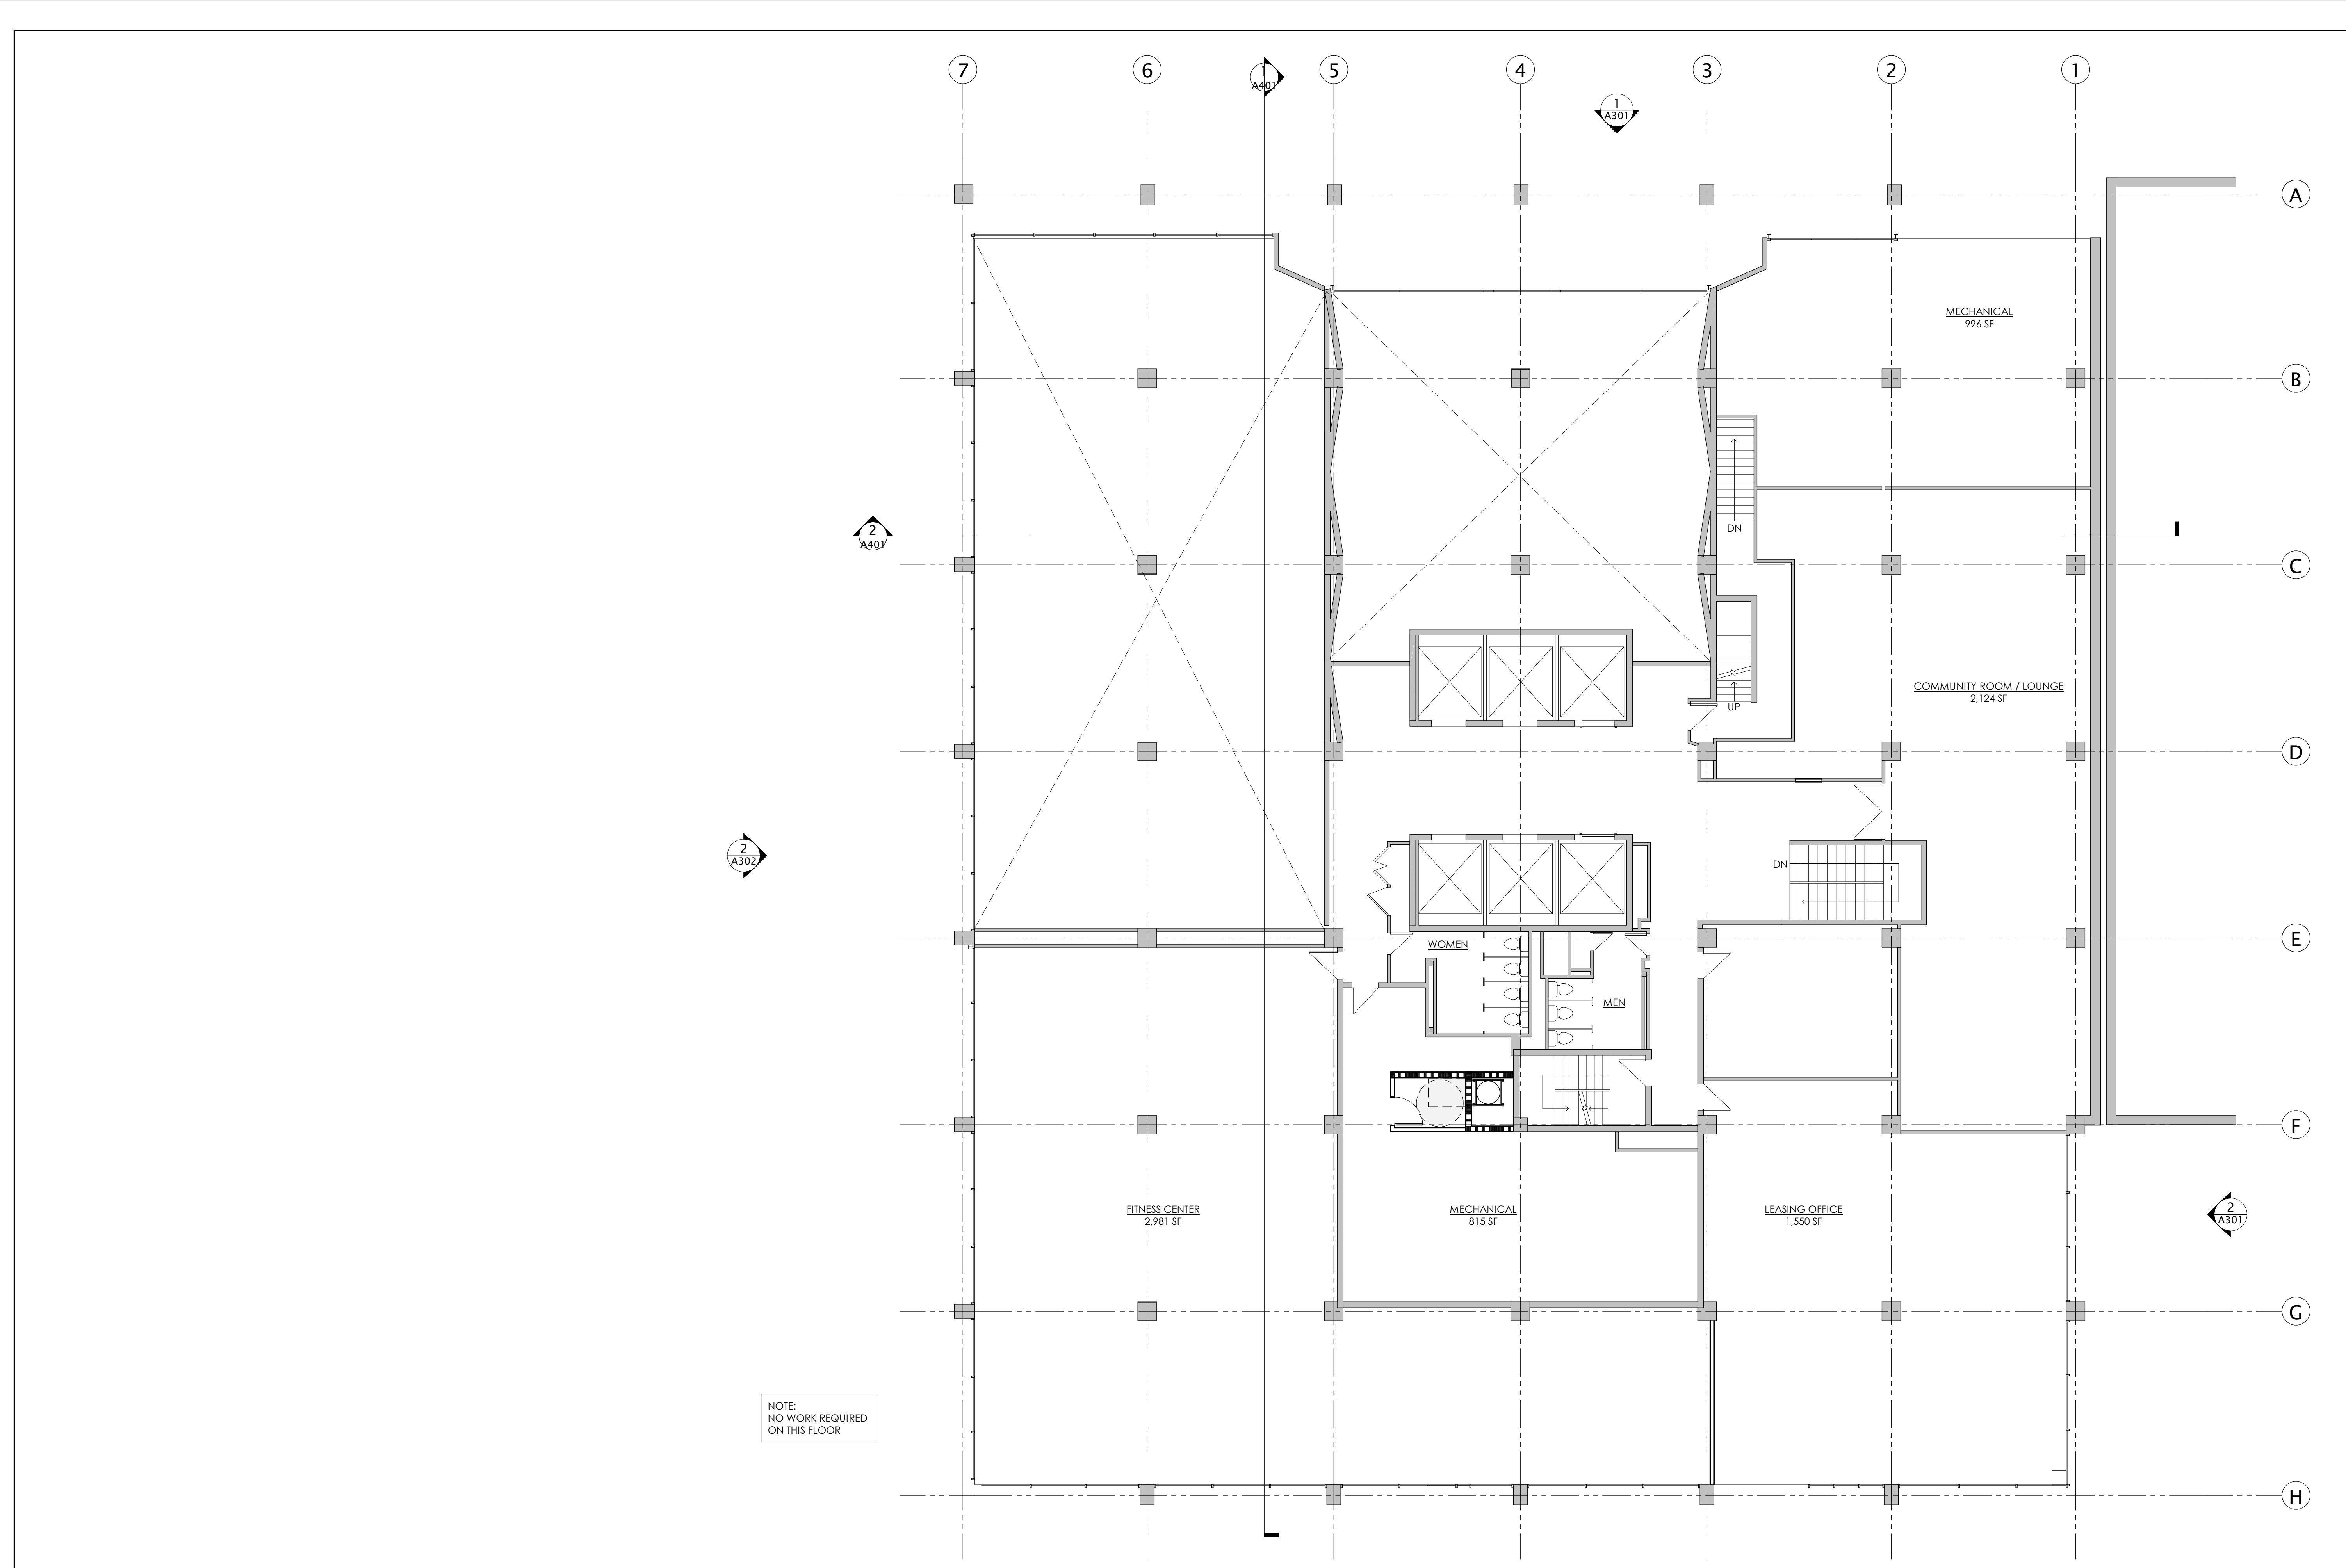 7
6
1
A401
5
4
1
A301
3
2
1
A
MECHANICAL
996 SF
B
DN
2
A401
C
COMMUNITY ROOM / LOUNGE
2,124 SF
UP
D
2
A302
DN
WOMEN
E
MEN
F
FITNESS CENTER
2,981 SF
MECHANICAL
815 SF
LEASING OFFICE
1,550 SF
2
A301
G
NOTE:
NO WORK REQUIRED
ON THIS FLOOR
H